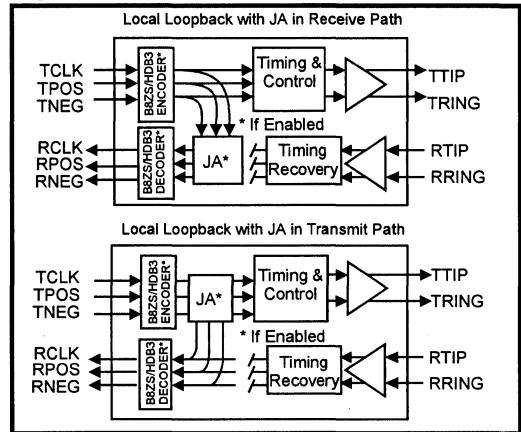 Local Loopback with JA in Receive Path
TCLK
TPOS
TNEG
B8ZS/HDB3
ENCODER*
Timing &
Control
TTIP
TRING
* If Enabled
RCLK
RPOS
RNEG
B8ZS/HDB3
DECODER*
JA*
Timing
Recovery
RTIP
RRING
Local Loopback with JA in Transmit Path
TCLK
TPOS
TNEG
B8ZS/HDB3
ENCODER*
JA*
Timing &
Control
TTIP
TRING
* If Enabled
RCLK
RPOS
RNEG
B8ZS/HDB3
DECODER*
Timing
Recovery
RTIP
RRING